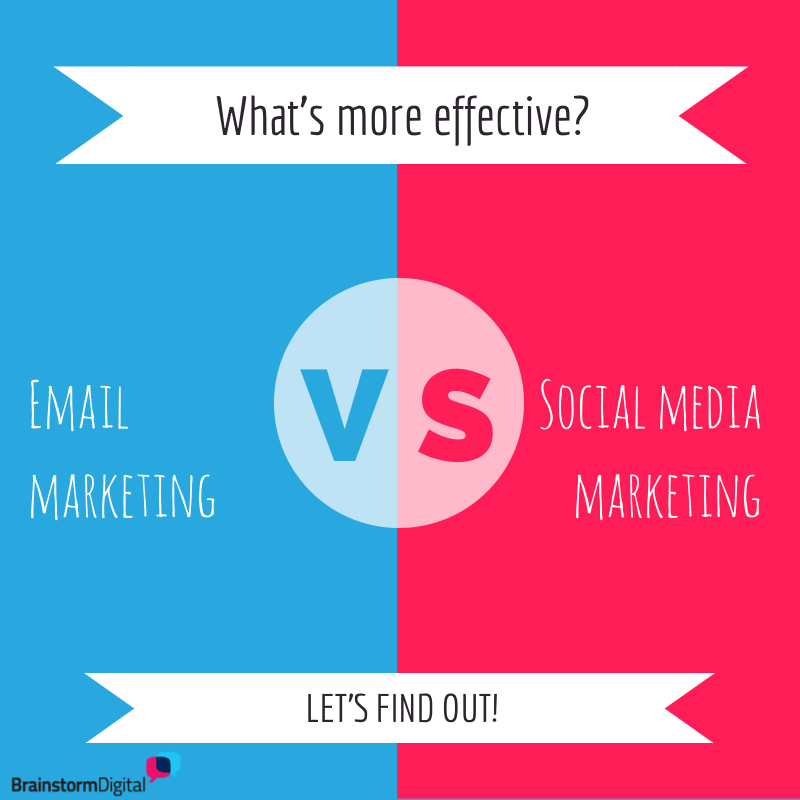 What's more effective?
VS
Email
marketing
Social media
marketing
LET'S FIND OUT!
BrainstormDigital